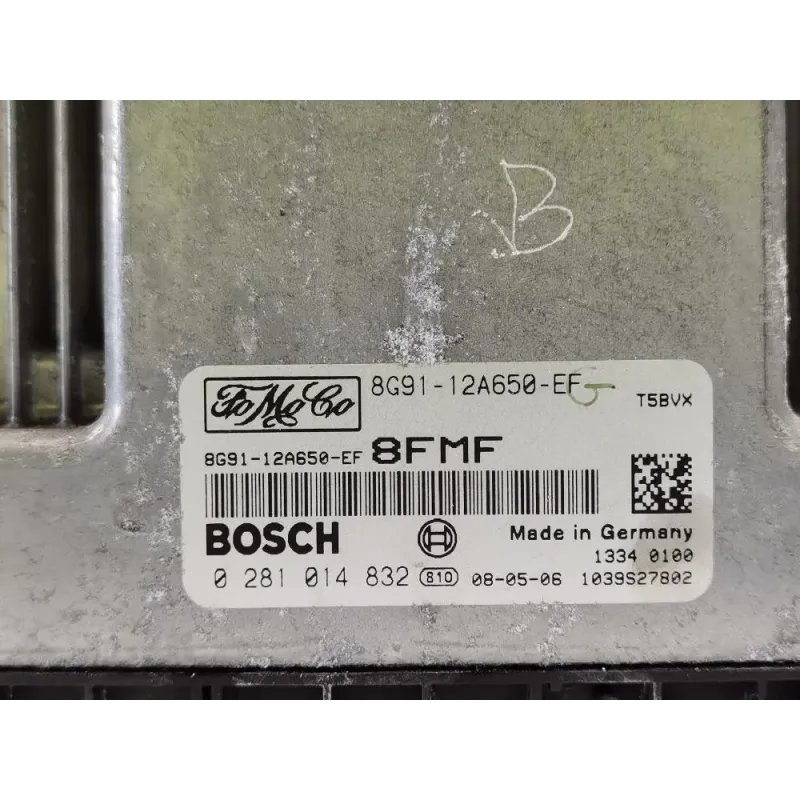 B
FoMoCo 8G91-12A650-EF G T5BVX
8G91-12A650-EF 8FMF
BOSCH Made in Germany
1334 0100
0 281 014 832 810 08-05-06 1039S27802